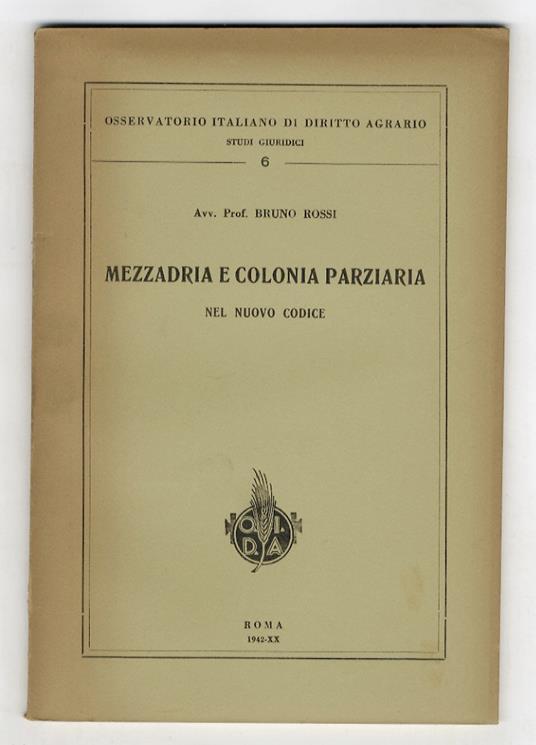 OSSERVATORIO ITALIANO DI DIRITTO AGRARIO
STUDI GIURIDICI
6
Avv. Prof. BRUNO ROSSI
MEZZADRIA E COLONIA PARZIARIA
NEL NUOVO CODICE
O. I.
D. A
ROMA
1942-XX